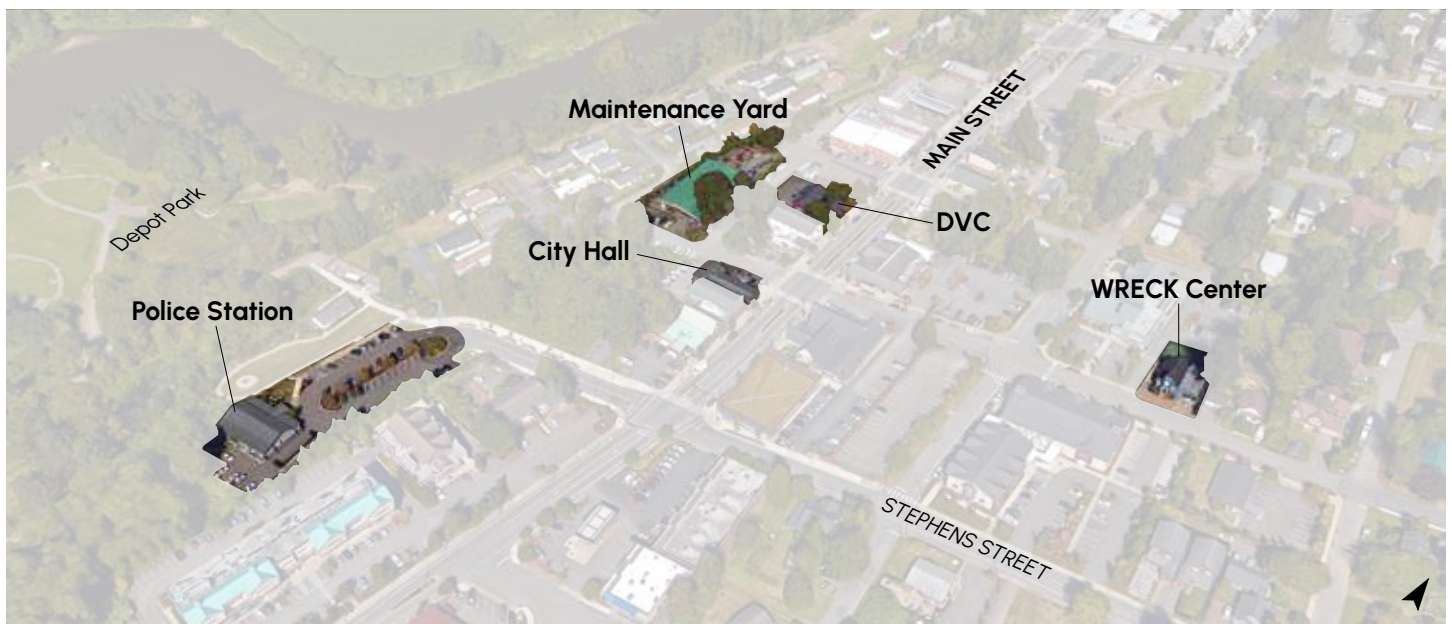 Maintenance Yard
MAIN STREET
Depot Park
DVC
City Hall
WRECK Center
Police Station
STEPHENS STREET